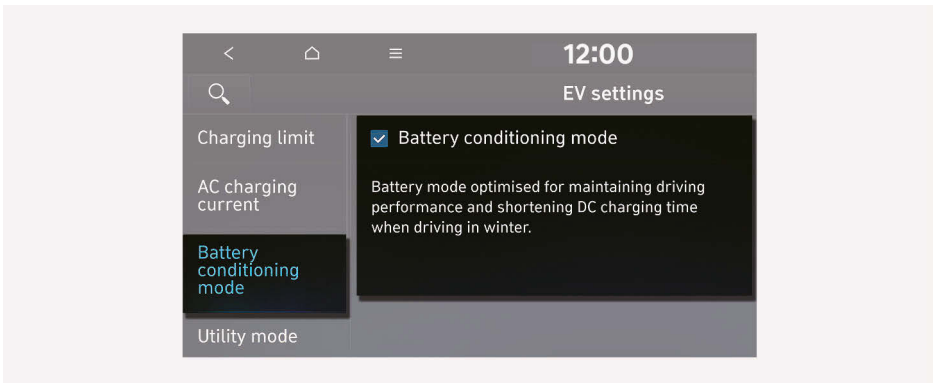 12:00
EV settings
Charging limit
AC charging
current
Battery
conditioning
mode
Utility mode
Battery conditioning mode
Battery mode optimised for maintaining driving
performance and shortening DC charging time
when driving in winter.